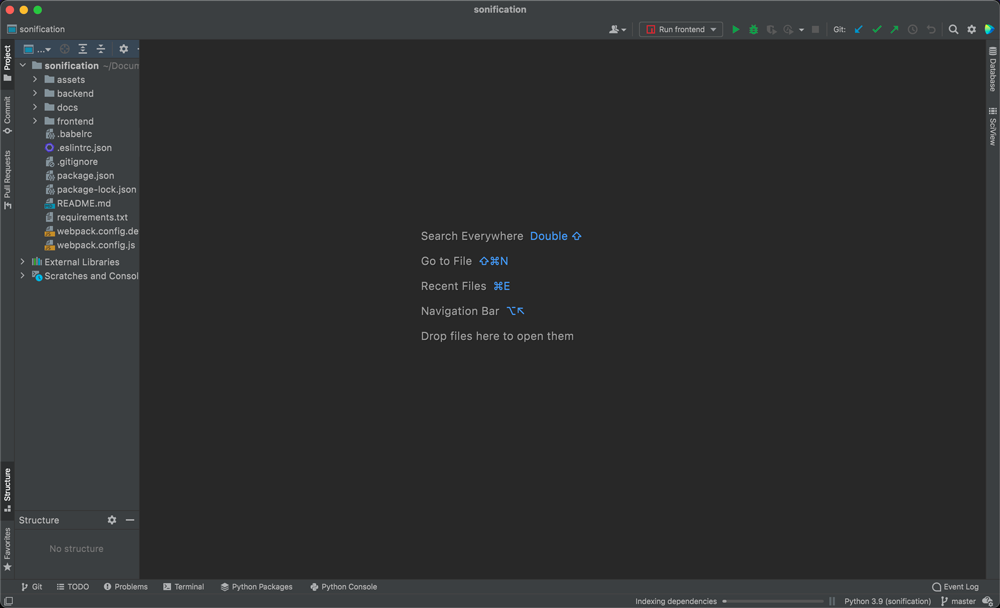 sonification
sonification
Run frontend
Git:
Project
...
sonification ~/Docum
assets
backend
docs
frontend
.babelrc
.eslintrc.json
.gitignore
package.json
package-lock.json
README.md
requirements.txt
webpack.config.de
webpack.config.js
External Libraries
Scratches and Consol
Commit
Pull Requests
Database
SciView
Search Everywhere Double ⇧
Go to File ⇧⌘N
Recent Files ⌘E
Navigation Bar ⌥↖
Drop files here to open them
Structure
Favorites
Structure
No structure
Git TODO Problems Terminal Python Packages Python Console Event Log
Indexing dependencies Python 3.9 (sonification) master